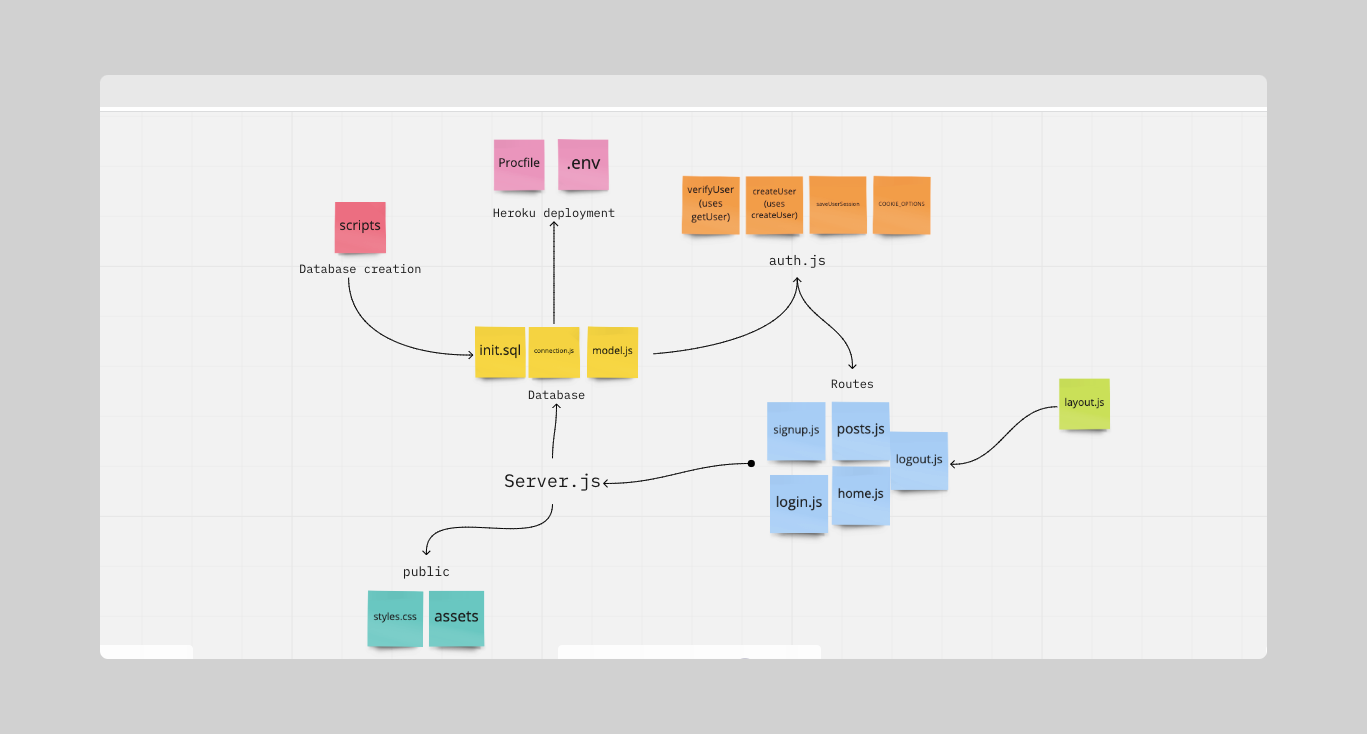 Procfile
.env
Heroku deployment
scripts
Database creation
verifyUser
(uses
getUser)
createUser
(uses
createUser)
saveUserSession
COOKIE_OPTIONS
auth.js
init.sql
connection.js
model.js
Database
Routes
signup.js
posts.js
logout.js
login.js
home.js
layout.js
Server.js
public
styles.css
assets